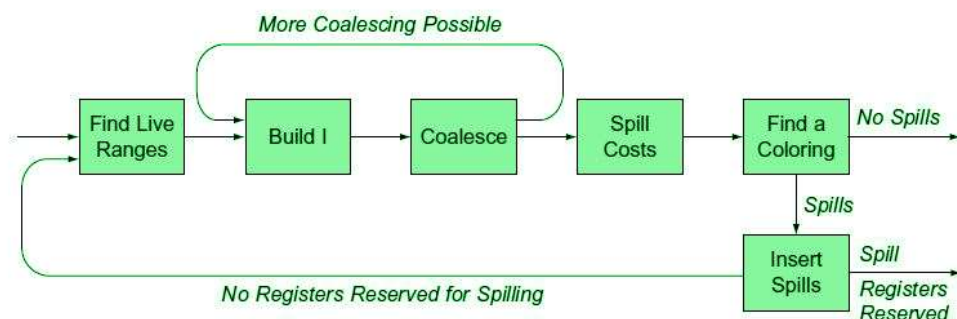 More Coalescing Possible
Find Live
Ranges
Build I
Coalesce
Spill
Costs
Find a
Coloring
No Spills
Spills
Insert
Spills
Spill
Registers
Reserved
No Registers Reserved for Spilling